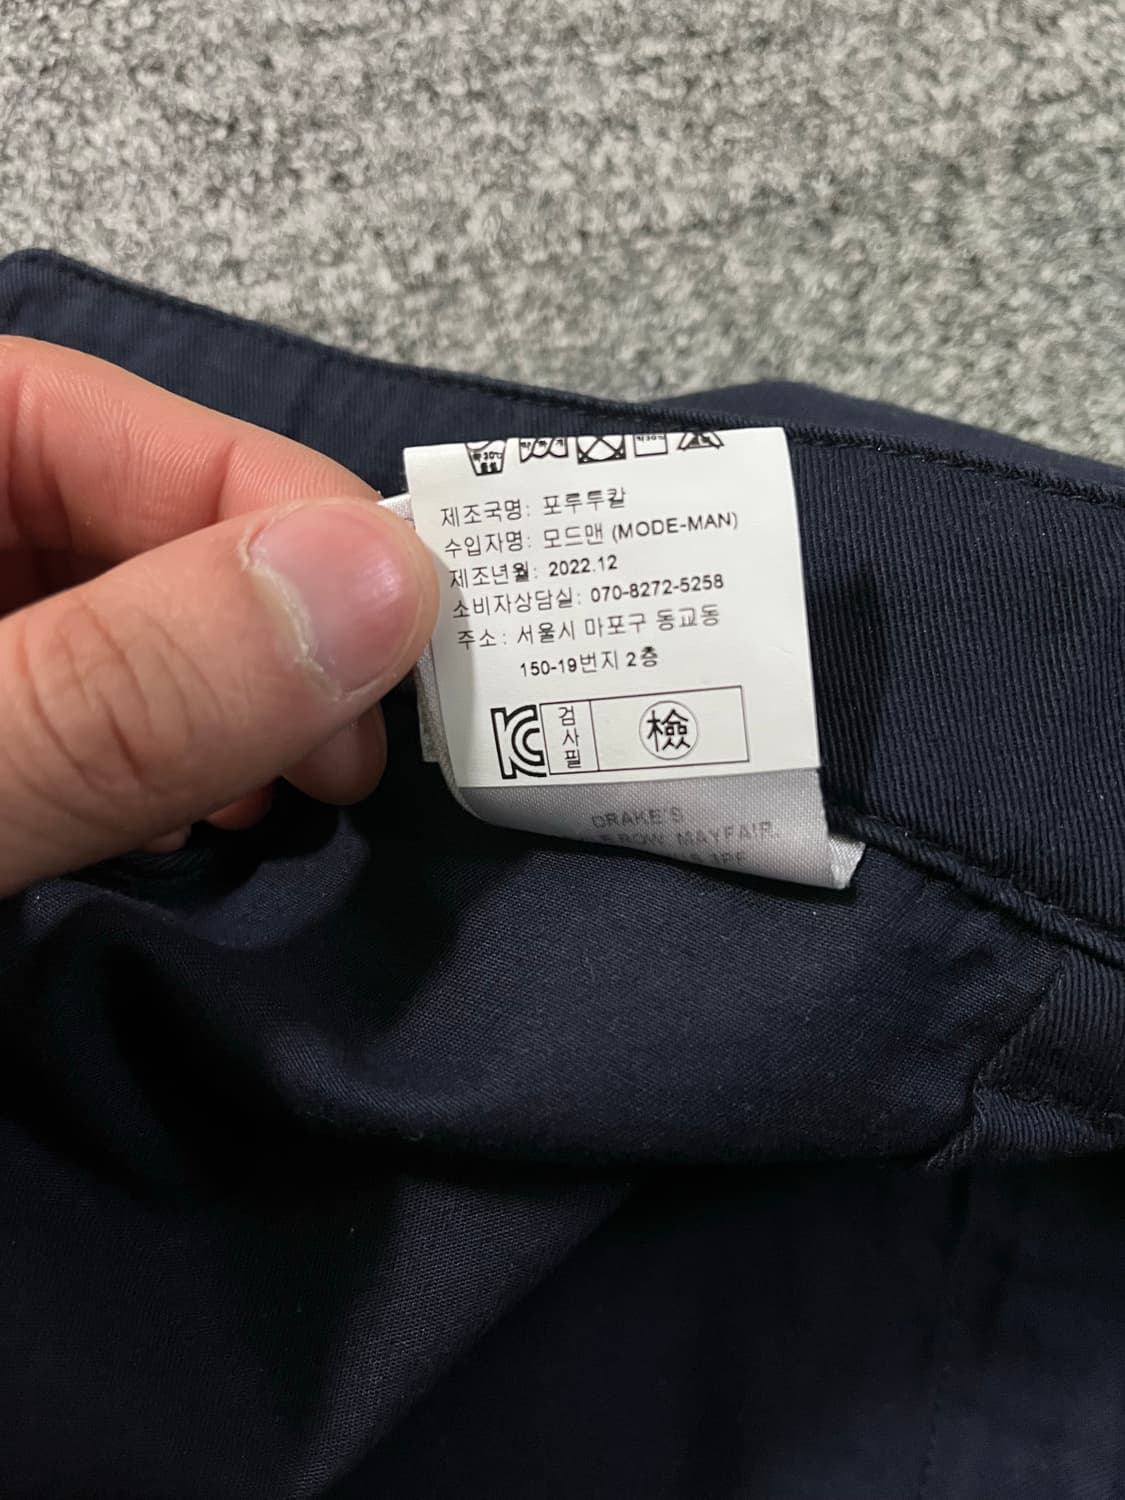 제조국명: 포루투칼
수입자명: 모드맨 (MODE-MAN)
제조년월: 2022.12
소비자상담실: 070-8272-5258
주소: 서울시 마포구 동교동
150-19번지 2층
검사필 檢
DRAKE'S
ROW, MAYFAIR.